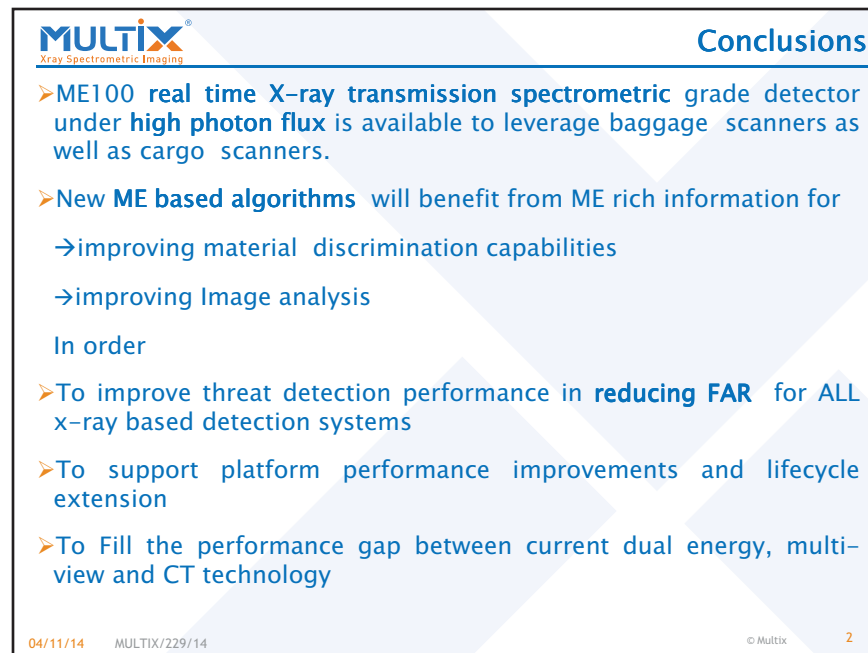 MULTIX®
Xray Spectrometric Imaging
Conclusions
➢ME100 real time X-ray transmission spectrometric grade detector
under high photon flux is available to leverage baggage scanners as
well as cargo scanners.
➢New ME based algorithms will benefit from ME rich information for
→improving material discrimination capabilities
→improving Image analysis
In order
➢To improve threat detection performance in reducing FAR for ALL
x-ray based detection systems
➢To support platform performance improvements and lifecycle
extension
➢To Fill the performance gap between current dual energy, multi-
view and CT technology
04/11/14 MULTIX/229/14 © Multix 2